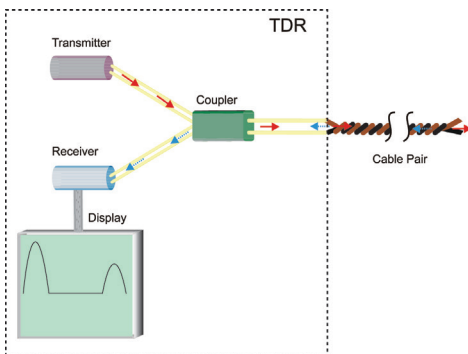 TDR
Transmitter
Coupler
Receiver
Cable Pair
Display